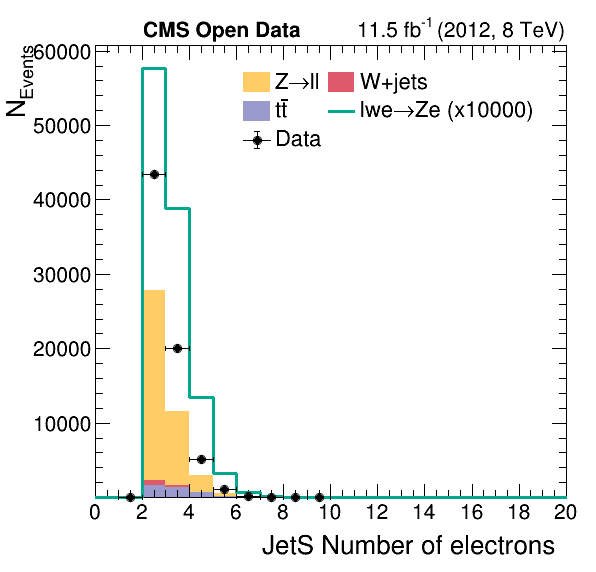 CMS Open Data 11.5 fb-1 (2012, 8 TeV)
60000
50000
40000
30000
20000
10000
NEvents
Z→ll W+jets
tt̄ lwe→Ze (x10000)
Data
0 2 4 6 8 10 12 14 16 18 20
JetS Number of electrons